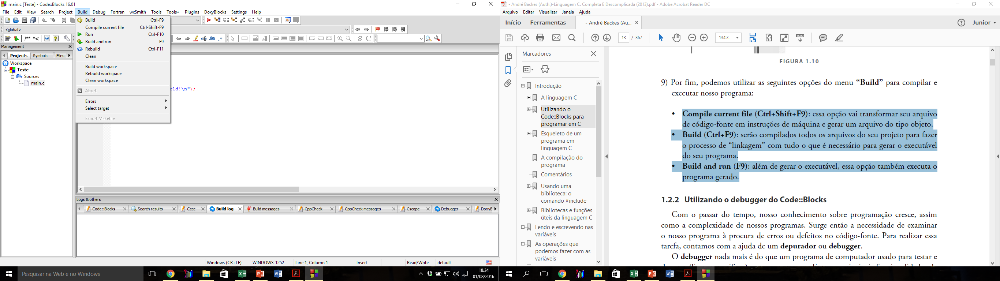 main.c [Teste] - Code::Blocks 16.01
File Edit View Search Project Build Debug Fortran wxSmith Tools Tools+ Plugins DoxyBlocks Settings Help
<global>
Build Ctrl-F9
Compile current file Ctrl-Shift-F9
Run Ctrl-F10
Build and run F9
Rebuild Ctrl-F11
Clean
Build workspace
Rebuild workspace
Clean workspace
Abort
Errors
Select target
Export Makefile
/** *<
Aa .*
S C
Management
Projects Symbols Files
Workspace
Teste
Sources
main.c
rld!\n");
Logs & others
Code::Blocks Search results Cccc Build log Build messages CppCheck CppCheck messages Cscope Debugger DoxyB
Windows (CR+LF) WINDOWS-1252 Line 1, Column 1 Insert Read/Write default
Pesquisar na Web e no Windows
18:34
01/08/2016
- André Backes (Auth.)-Linguagem C. Completa E Descomplicada (2013).pdf - Adobe Acrobat Reader DC
Arquivo Editar Visualizar Janela Ajuda
Início Ferramentas - André Backes (Au... Junior
13 / 367 134%
Marcadores
Introdução
A linguagem C
Utilizando o
Code::Blocks para
programar em C
Esqueleto de um
programa em
linguagem C
A compilação do
programa
Comentários
Usando uma
biblioteca: o
comando #include
Bibliotecas e funções
úteis da linguagem C
Lendo e escrevendo nas
variáveis
As operações que
podemos fazer com as
variáveis
FIGURA 1.10
9) Por fim, podemos utilizar as seguintes opções do menu “Build” para compilar e
executar nosso programa:
• Compile current file (Ctrl+Shift+F9): essa opção vai transformar seu arquivo
de código-fonte em instruções de máquina e gerar um arquivo do tipo objeto.
• Build (Ctrl+F9): serão compilados todos os arquivos do seu projeto para fazer
o processo de “linkagem” com tudo o que é necessário para gerar o executável
do seu programa.
• Build and run (F9): além de gerar o executável, essa opção também executa o
programa gerado.
1.2.2 Utilizando o debugger do Code::Blocks
Com o passar do tempo, nosso conhecimento sobre programação cresce, assim
como a complexidade de nossos programas. Surge então a necessidade de examinar
o nosso programa à procura de erros ou defeitos no código-fonte. Para realizar essa
tarefa, contamos com a ajuda de um depurador ou debugger.
O debugger nada mais é do que um programa de computador usado para testar e